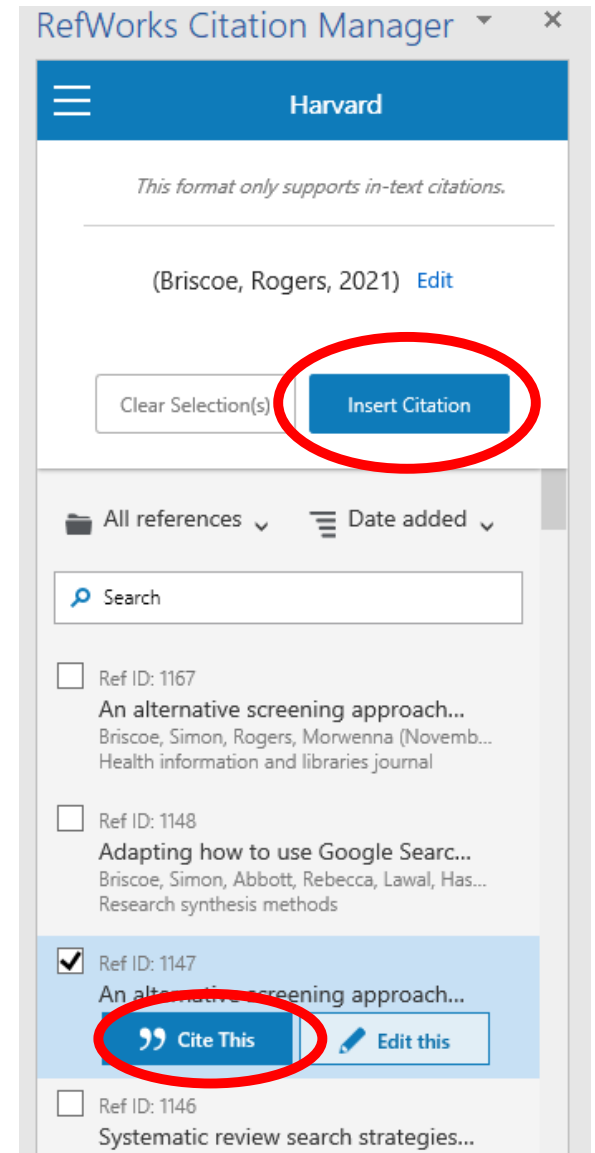 RefWorks Citation Manager
Harvard
This format only supports in-text citations.
(Briscoe, Rogers, 2021) Edit
Clear Selection(s) Insert Citation
All references Date added
Search
Ref ID: 1167
An alternative screening approach...
Briscoe, Simon, Rogers, Morwenna (Novemb...
Health information and libraries journal
Ref ID: 1148
Adapting how to use Google Searc...
Briscoe, Simon, Abbott, Rebecca, Lawal, Has...
Research synthesis methods
Ref ID: 1147
An alternative screening approach...
Cite This Edit this
Ref ID: 1146
Systematic review search strategies...